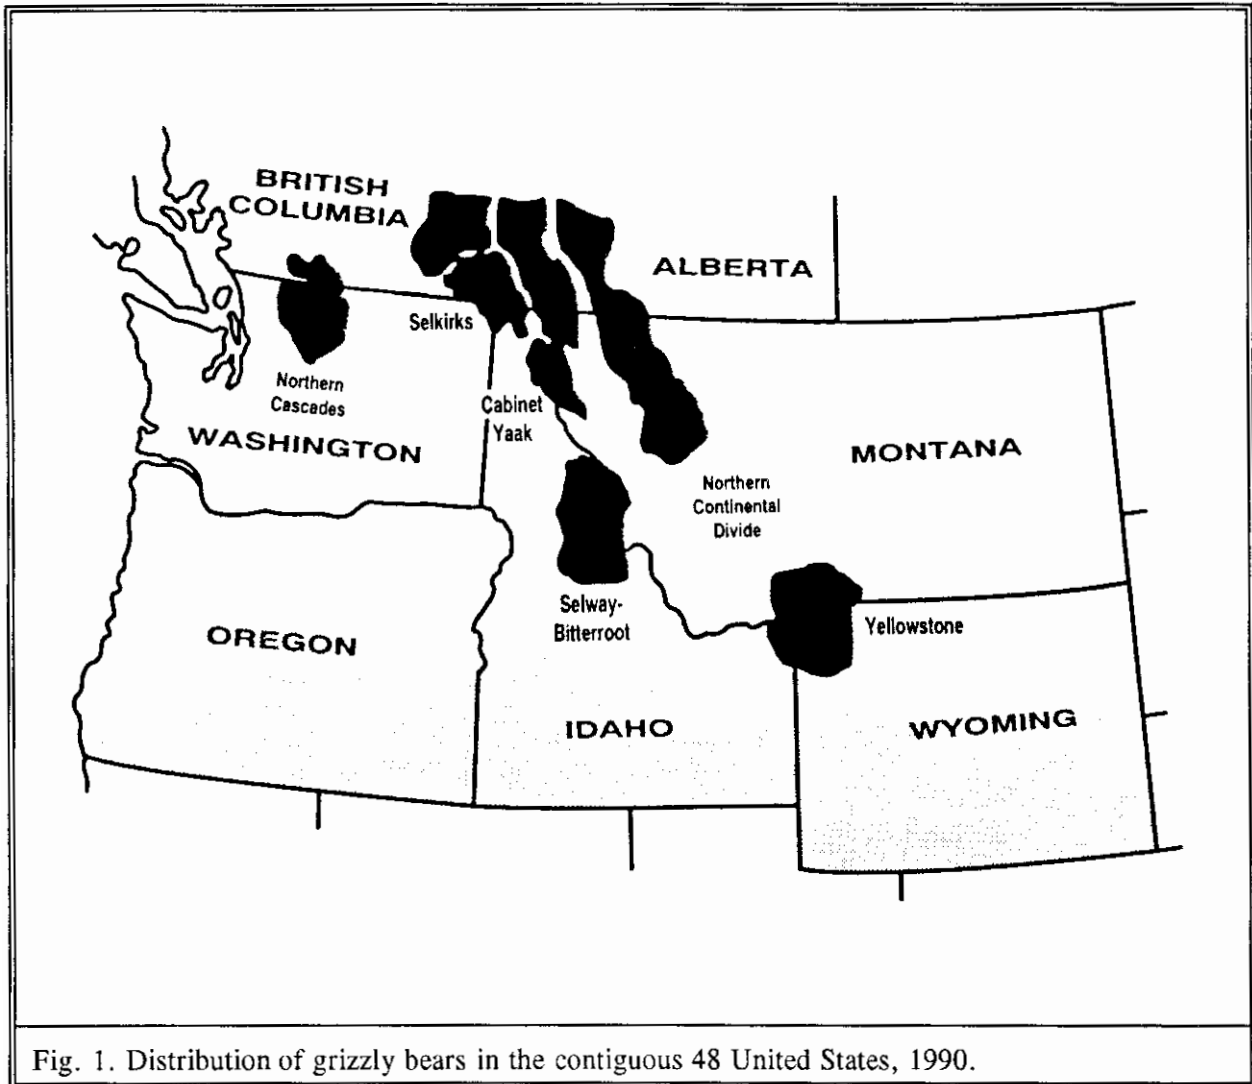 BRITISH
COLUMBIA
ALBERTA
Selkirks
Northern
Cascades
Cabinet
Yaak
WASHINGTON
MONTANA
Northern
Continental
Divide
Selway-
Bitterroot
Yellowstone
OREGON
IDAHO
WYOMING
Fig. 1. Distribution of grizzly bears in the contiguous 48 United States, 1990.